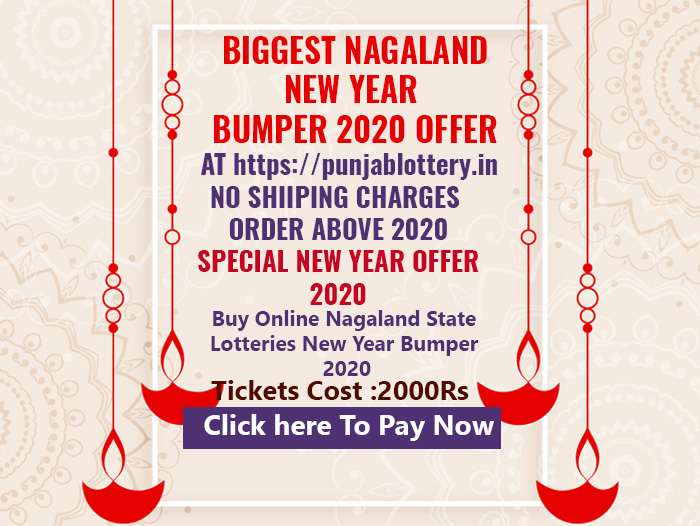 BIGGEST NAGALAND
NEW YEAR
BUMPER 2020 OFFER
AT https://punjablottery.in
NO SHIIPING CHARGES
ORDER ABOVE 2020
SPECIAL NEW YEAR OFFER
2020
Buy Online Nagaland State
Lotteries New Year Bumper
2020
Tickets Cost :2000Rs
Click here To Pay Now